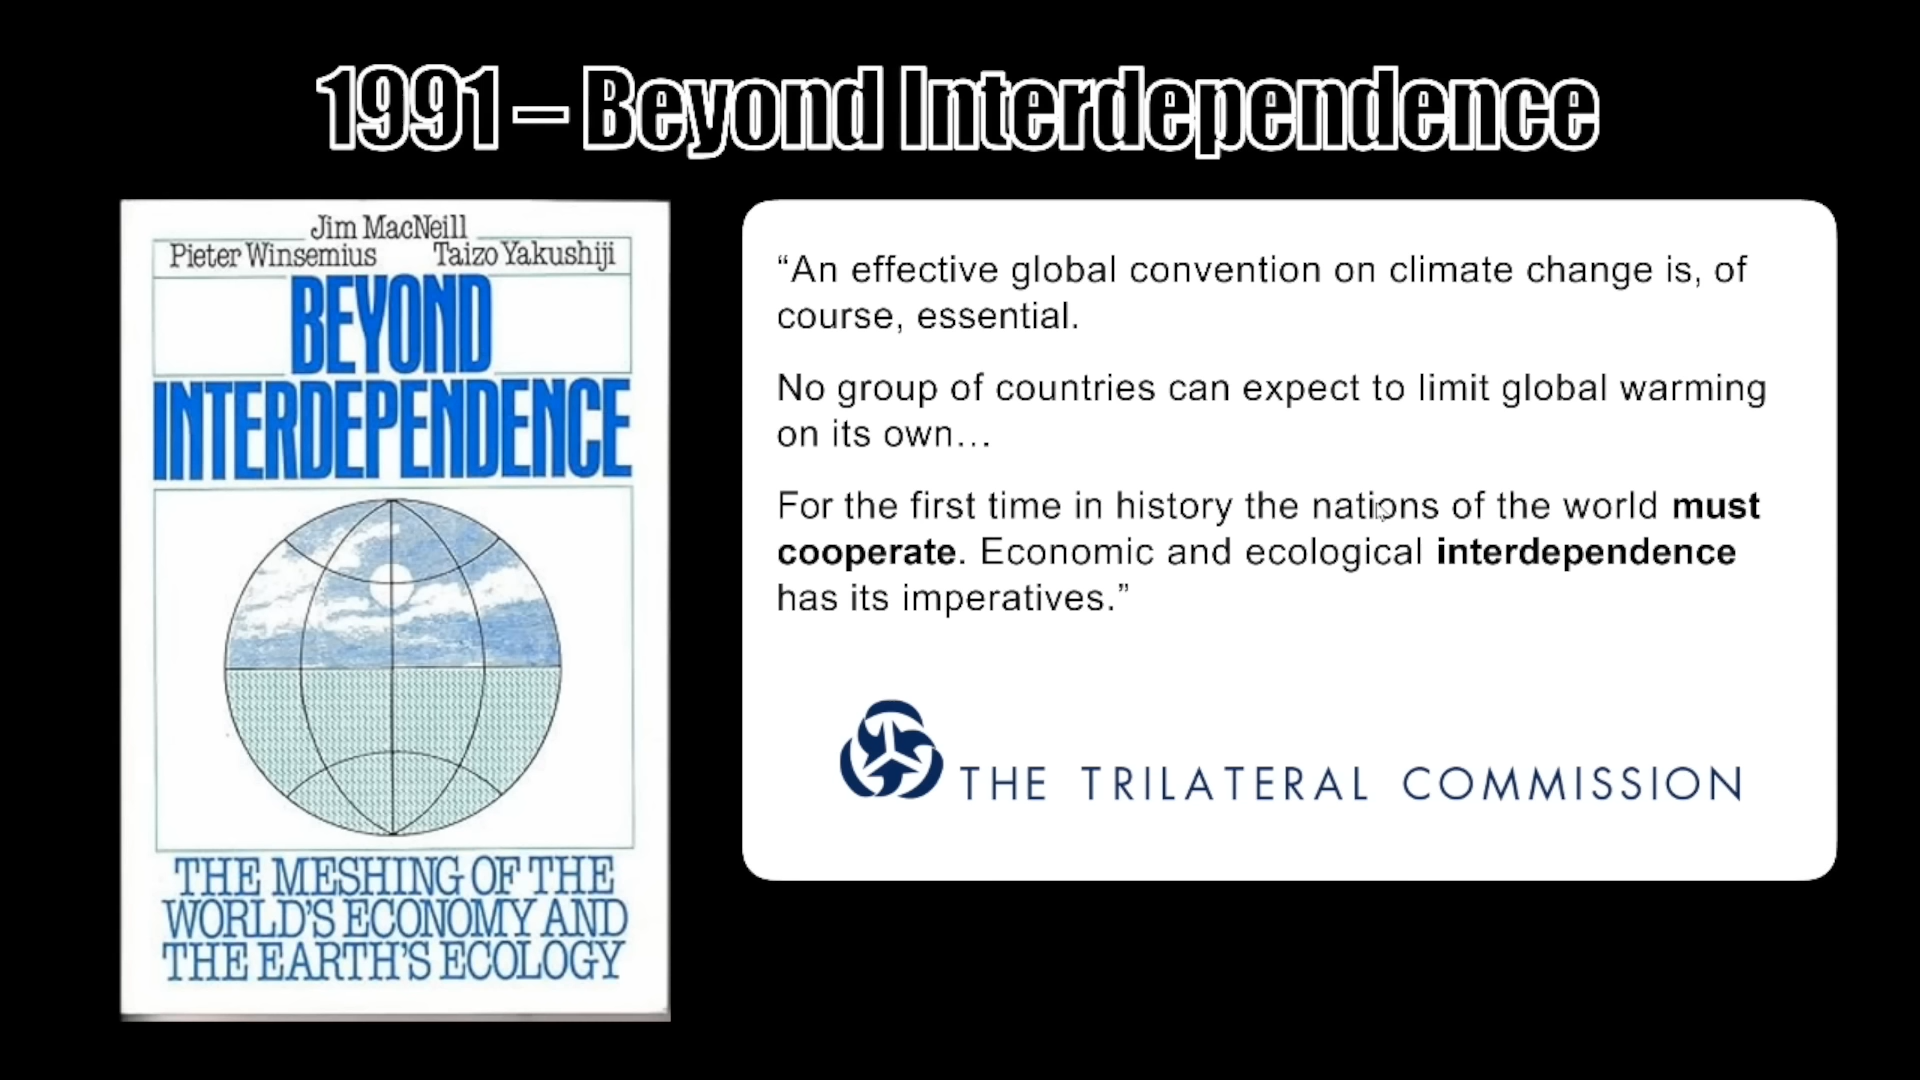 1991 – Beyond Interdependence
Jim MacNeill
Pieter Winsemius Taizo Yakushiji
BEYOND
INTERDEPENDENCE
THE MESHING OF THE
WORLD'S ECONOMY AND
THE EARTH'S ECOLOGY
“An effective global convention on climate change is, of
course, essential.
No group of countries can expect to limit global warming
on its own…
For the first time in history the nations of the world must
cooperate. Economic and ecological interdependence
has its imperatives.”
THE TRILATERAL COMMISSION